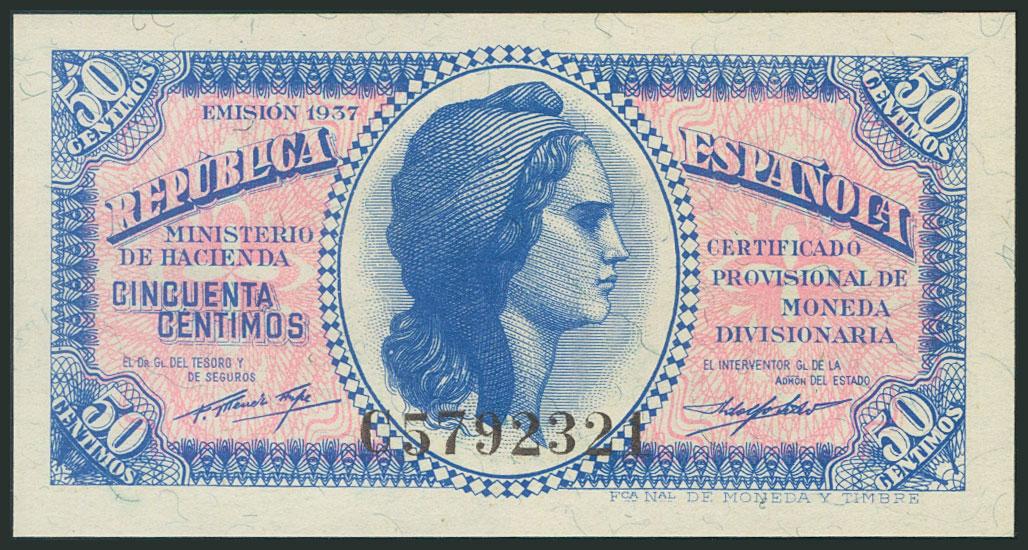 50 CENTIMOS
50 CENTIMOS
EMISIÓN 1937
REPÚBLICA
ESPAÑOLA
MINISTERIO
DE HACIENDA
CINCUENTA
CÉNTIMOS
CERTIFICADO
PROVISIONAL DE
MONEDA
DIVISIONARIA
EL DR. GL. DEL TESORO Y
DE SEGUROS
EL INTERVENTOR GL. DE LA
ADMÓN DEL ESTADO
C5792321
50 CENTIMOS
50 CENTIMOS
FCA NAL DE MONEDA Y TIMBRE